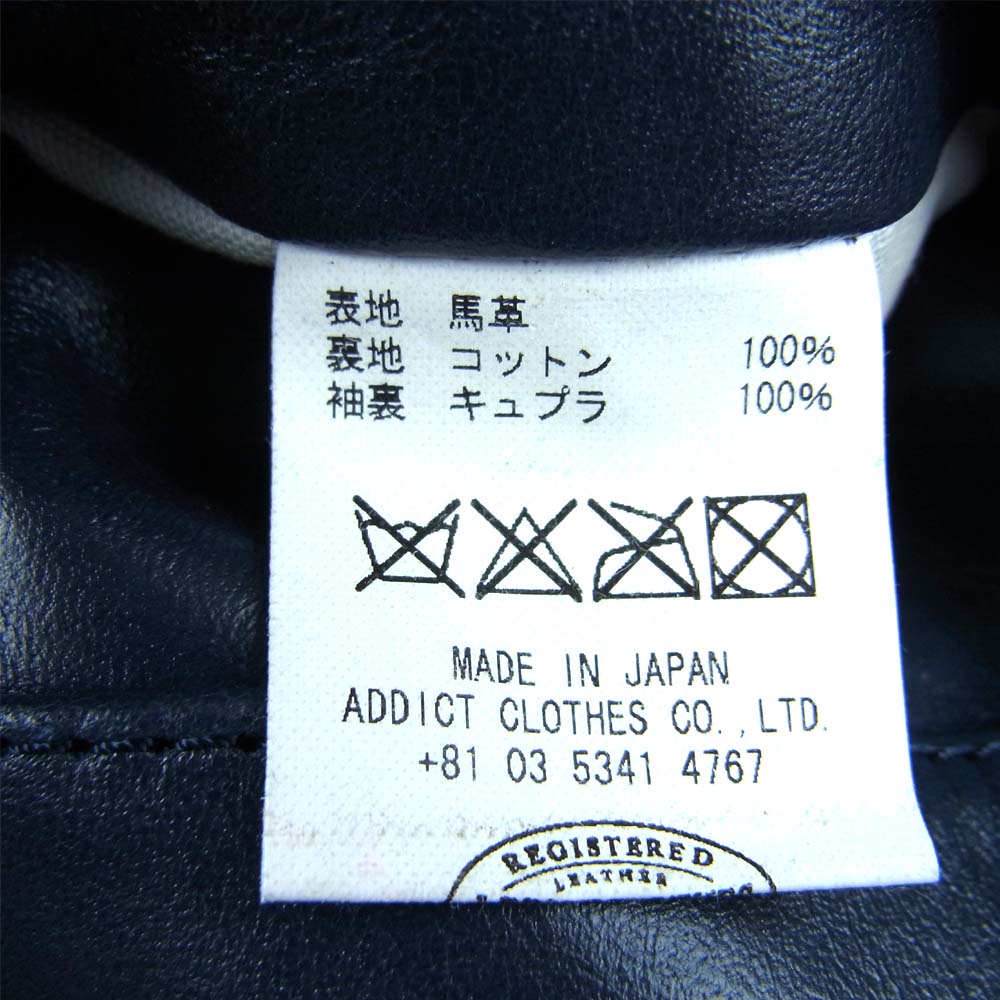 表地 馬革
裏地 コットン 100%
袖裏 キュプラ 100%
MADE IN JAPAN
ADDICT CLOTHES CO.,LTD.
+81 03 5341 4767
REGISTERED
LEATHER